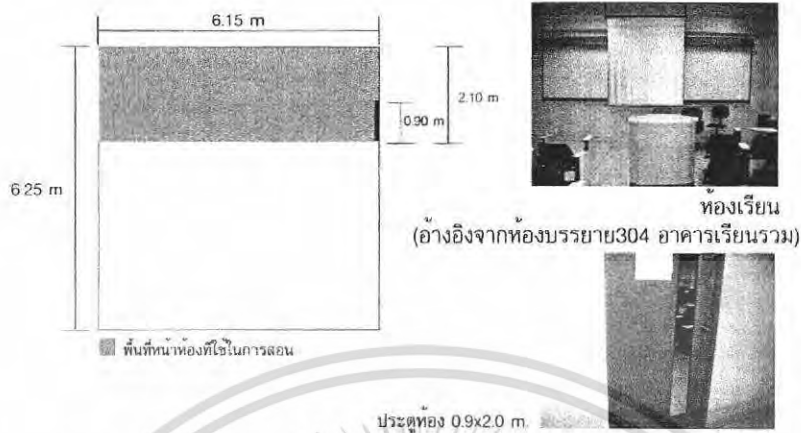 6.15 m
2.10 m
0.90 m
6.25 m
ห้องเรียน
(อ้างอิงจากห้องบรรยาย304 อาคารเรียนรวม)
พื้นที่หน้าห้องที่ใช้ในการสอน
ประตูห้อง 0.9x2.0 m.